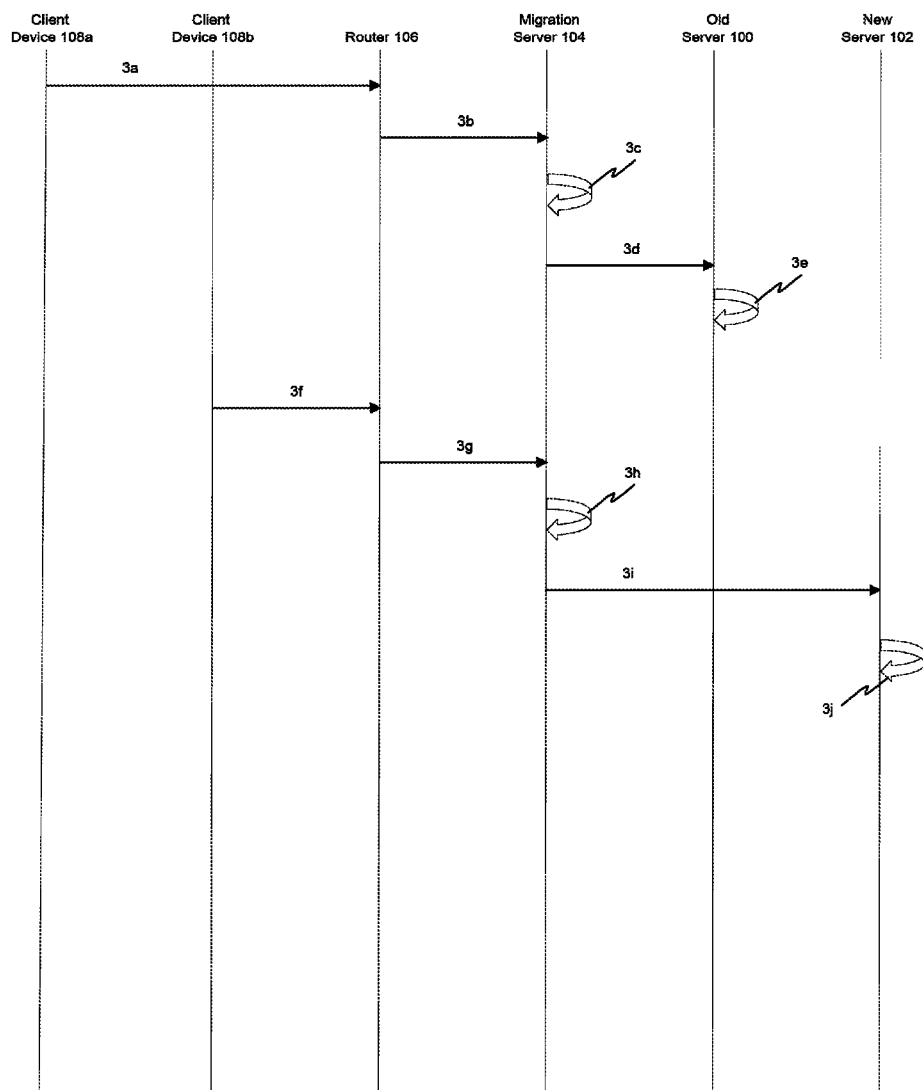 Client
Device 108a
Client
Device 108b
Router 106
Migration
Server 104
Old
Server 100
New
Server 102
3a
3b
3c
3d
3e
3f
3g
3h
3i
3j